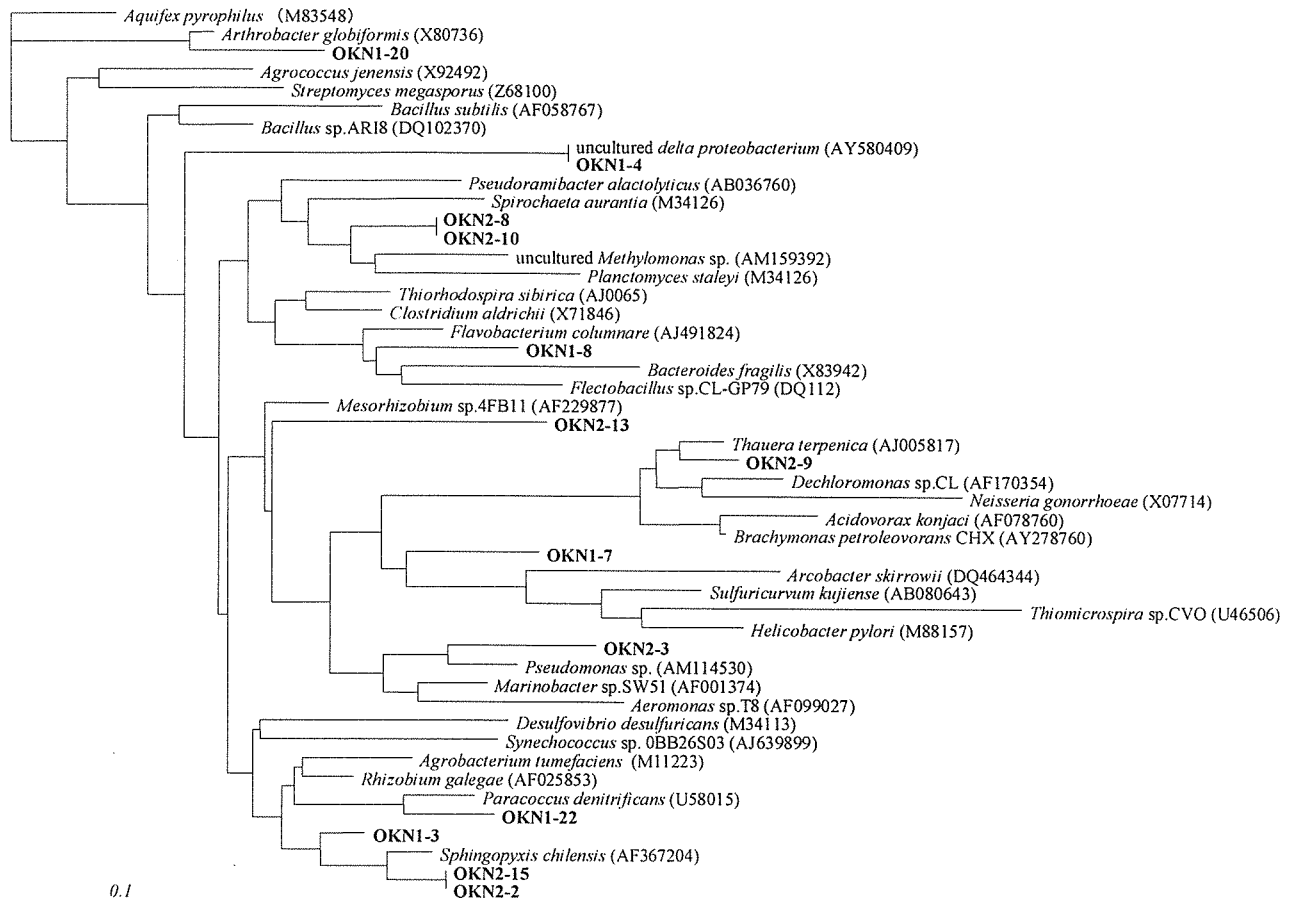 Aquifex pyrophilus (M83548)
Arthrobacter globiformis (X80736)
OKN1-20
Agrococcus jenensis (X92492)
Streptomyces megasporus (Z68100)
Bacillus subtilis (AF058767)
Bacillus sp.ARI8 (DQ102370)
uncultured delta proteobacterium (AY580409)
OKN1-4
Pseudoramibacter alactolyticus (AB036760)
Spirochaeta aurantia (M34126)
OKN2-8
OKN2-10
uncultured Methylomonas sp. (AM159392)
Planctomyces staleyi (M34126)
Thiorhodospira sibirica (AJ0065)
Clostridium aldrichii (X71846)
Flavobacterium columnare (AJ491824)
OKN1-8
Bacteroides fragilis (X83942)
Flectobacillus sp.CL-GP79 (DQ112)
Mesorhizobium sp.4FB11 (AF229877)
OKN2-13
Thauera terpenica (AJ005817)
OKN2-9
Dechloromonas sp.CL (AF170354)
Neisseria gonorrhoeae (X07714)
Acidovorax konjaci (AF078760)
Brachymonas petroleovorans CHX (AY278760)
OKN1-7
Arcobacter skirrowii (DQ464344)
Sulfuricurvum kujiense (AB080643)
Thiomicrospira sp.CVO (U46506)
Helicobacter pylori (M88157)
OKN2-3
Pseudomonas sp. (AM114530)
Marinobacter sp.SW51 (AF001374)
Aeromonas sp.T8 (AF099027)
Desulfovibrio desulfuricans (M34113)
Synechococcus sp. 0BB26S03 (AJ639899)
Agrobacterium tumefaciens (M11223)
Rhizobium galegae (AF025853)
Paracoccus denitrificans (U58015)
OKN1-22
OKN1-3
Sphingopyxis chilensis (AF367204)
OKN2-15
OKN2-2
0.1